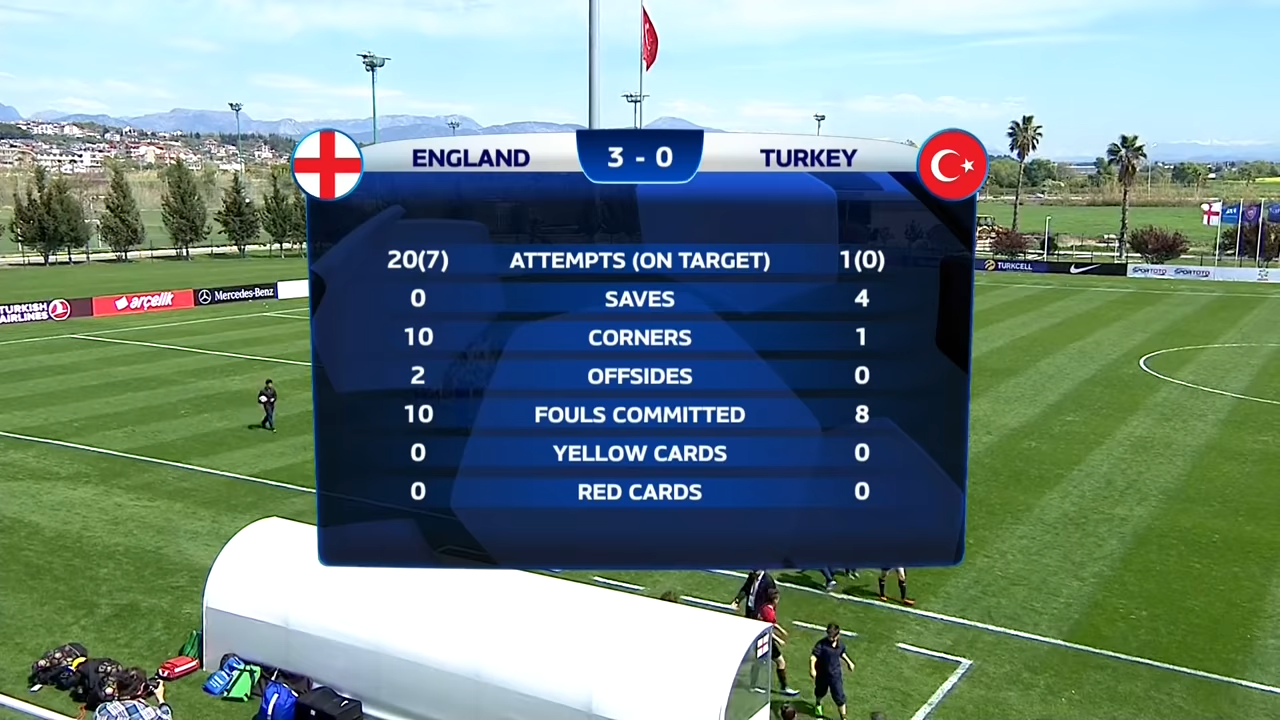 ENGLAND 3 - 0 TURKEY
20(7) ATTEMPTS (ON TARGET) 1(0)
0 SAVES 4
10 CORNERS 1
2 OFFSIDES 0
10 FOULS COMMITTED 8
0 YELLOW CARDS 0
0 RED CARDS 0
TURKCELL
SPORTOTO SPORTOTO
TURKISH AIRLINES
arçelik
Mercedes-Benz